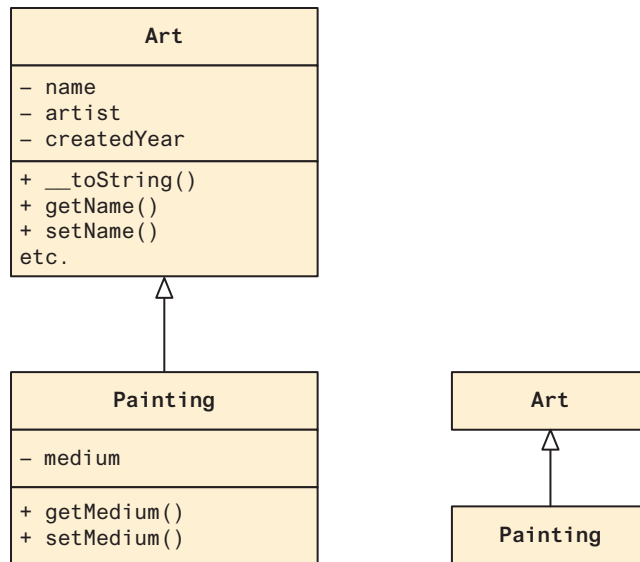 Art
– name
– artist
– createdYear
+ __toString()
+ getName()
+ setName()
etc.
Painting
– medium
+ getMedium()
+ setMedium()
Art
Painting